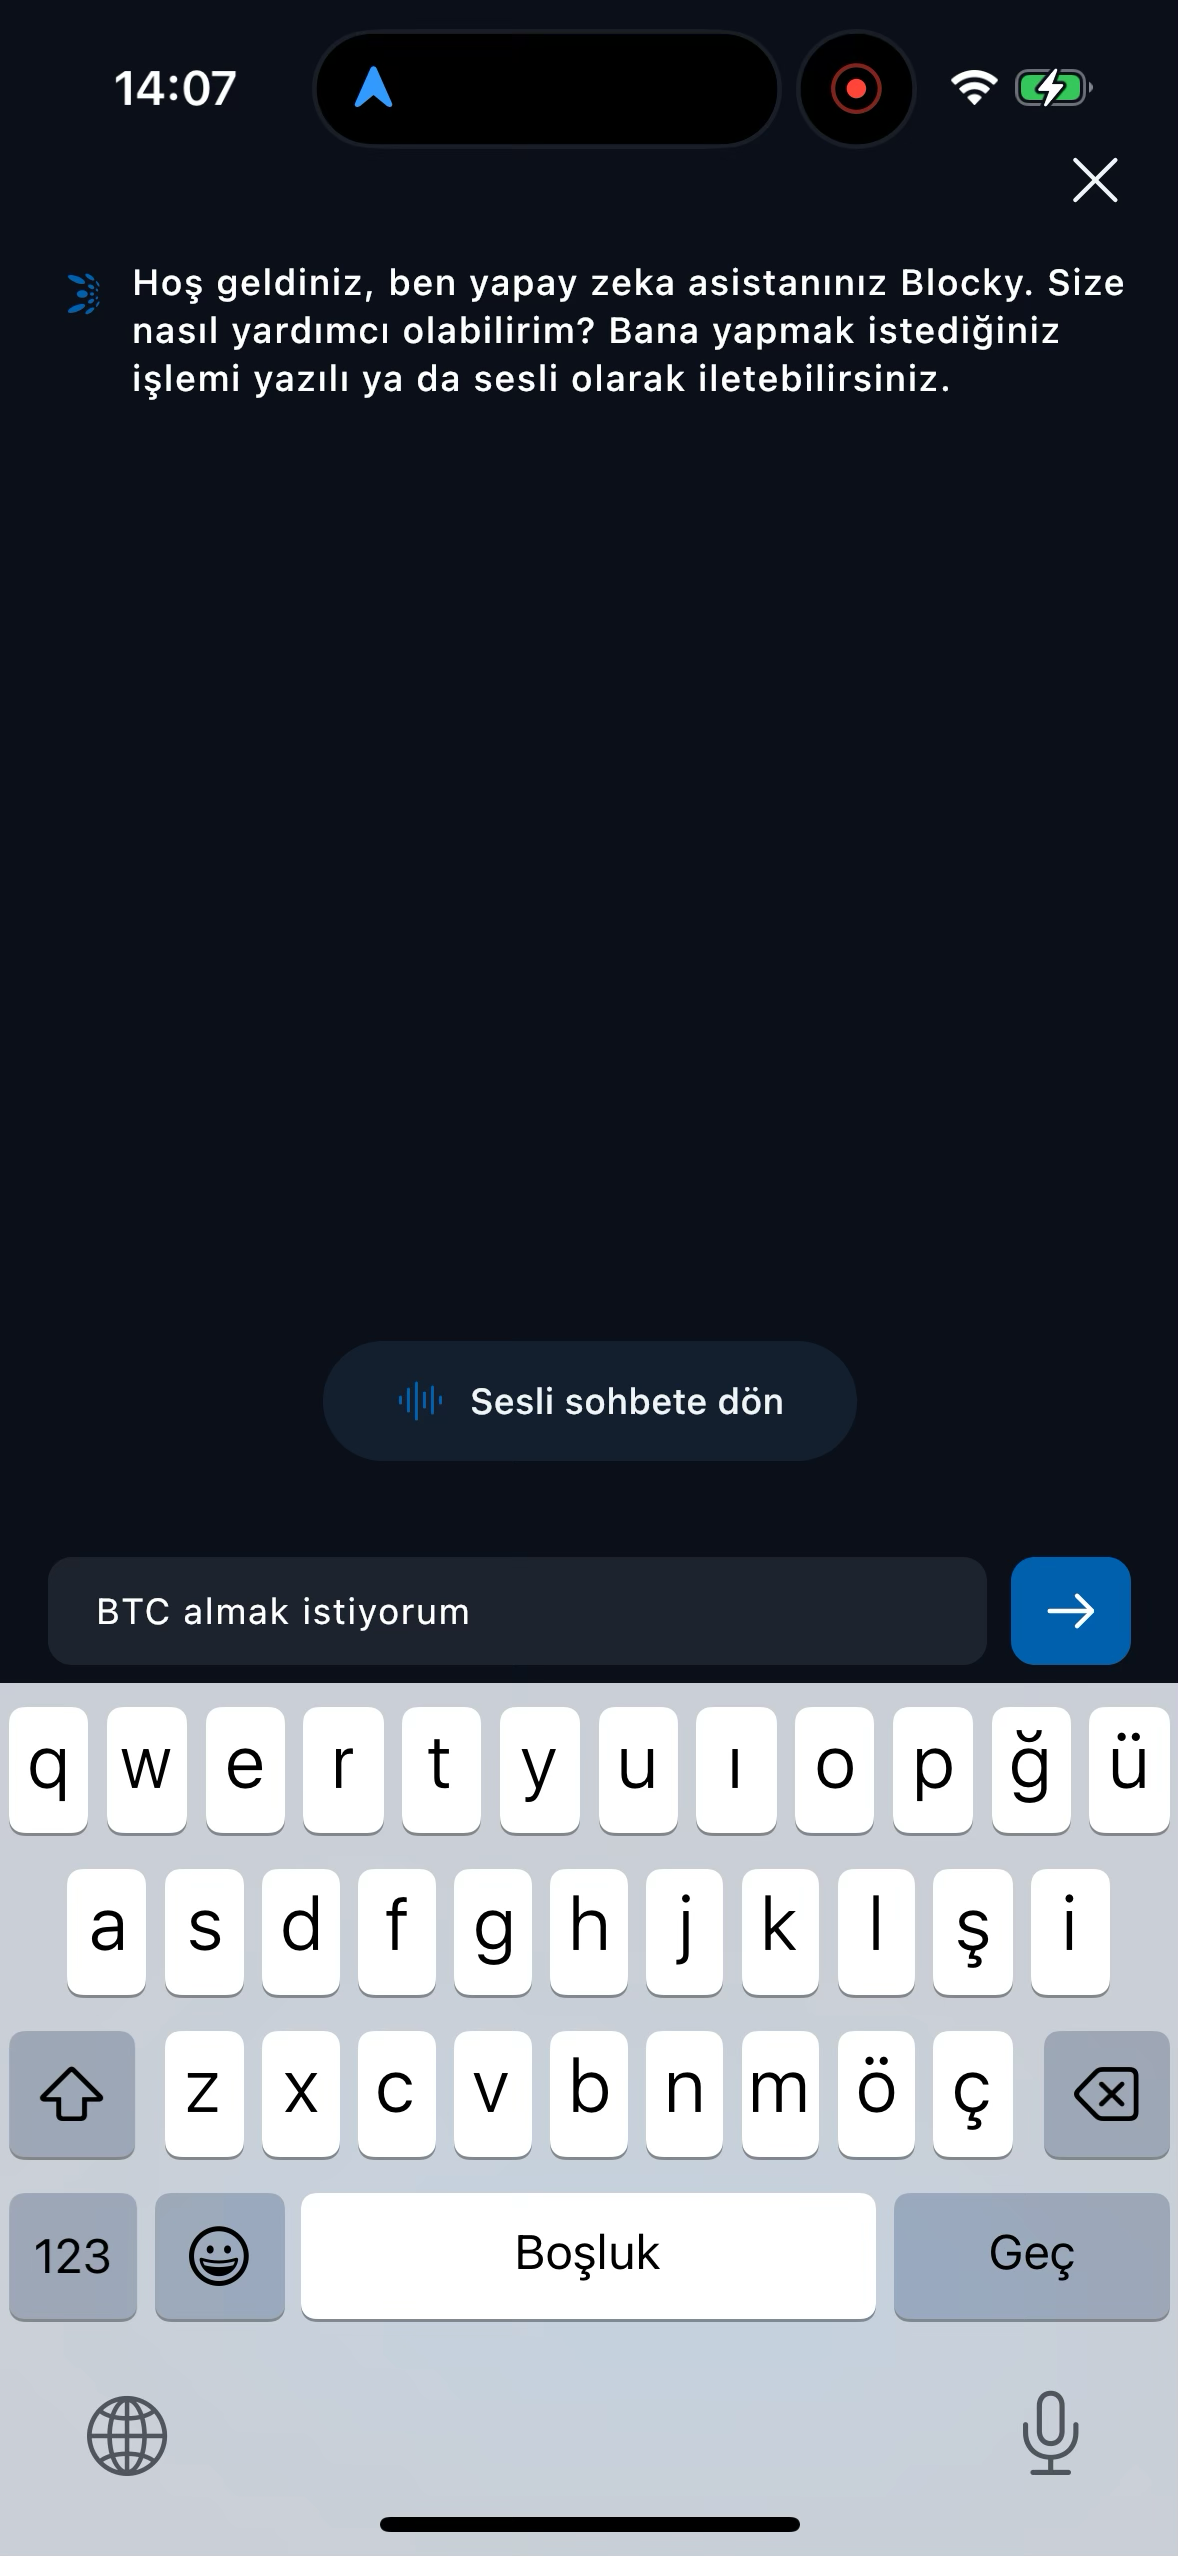 14:07
Hoş geldiniz, ben yapay zeka asistanınız Blocky. Size
nasıl yardımcı olabilirim? Bana yapmak istediğiniz
işlemi yazılı ya da sesli olarak iletebilirsiniz.
Sesli sohbete dön
BTC almak istiyorum
q w e r t y u ı o p ğ ü
a s d f g h j k l ş i
z x c v b n m ö ç
123 Boşluk Geç